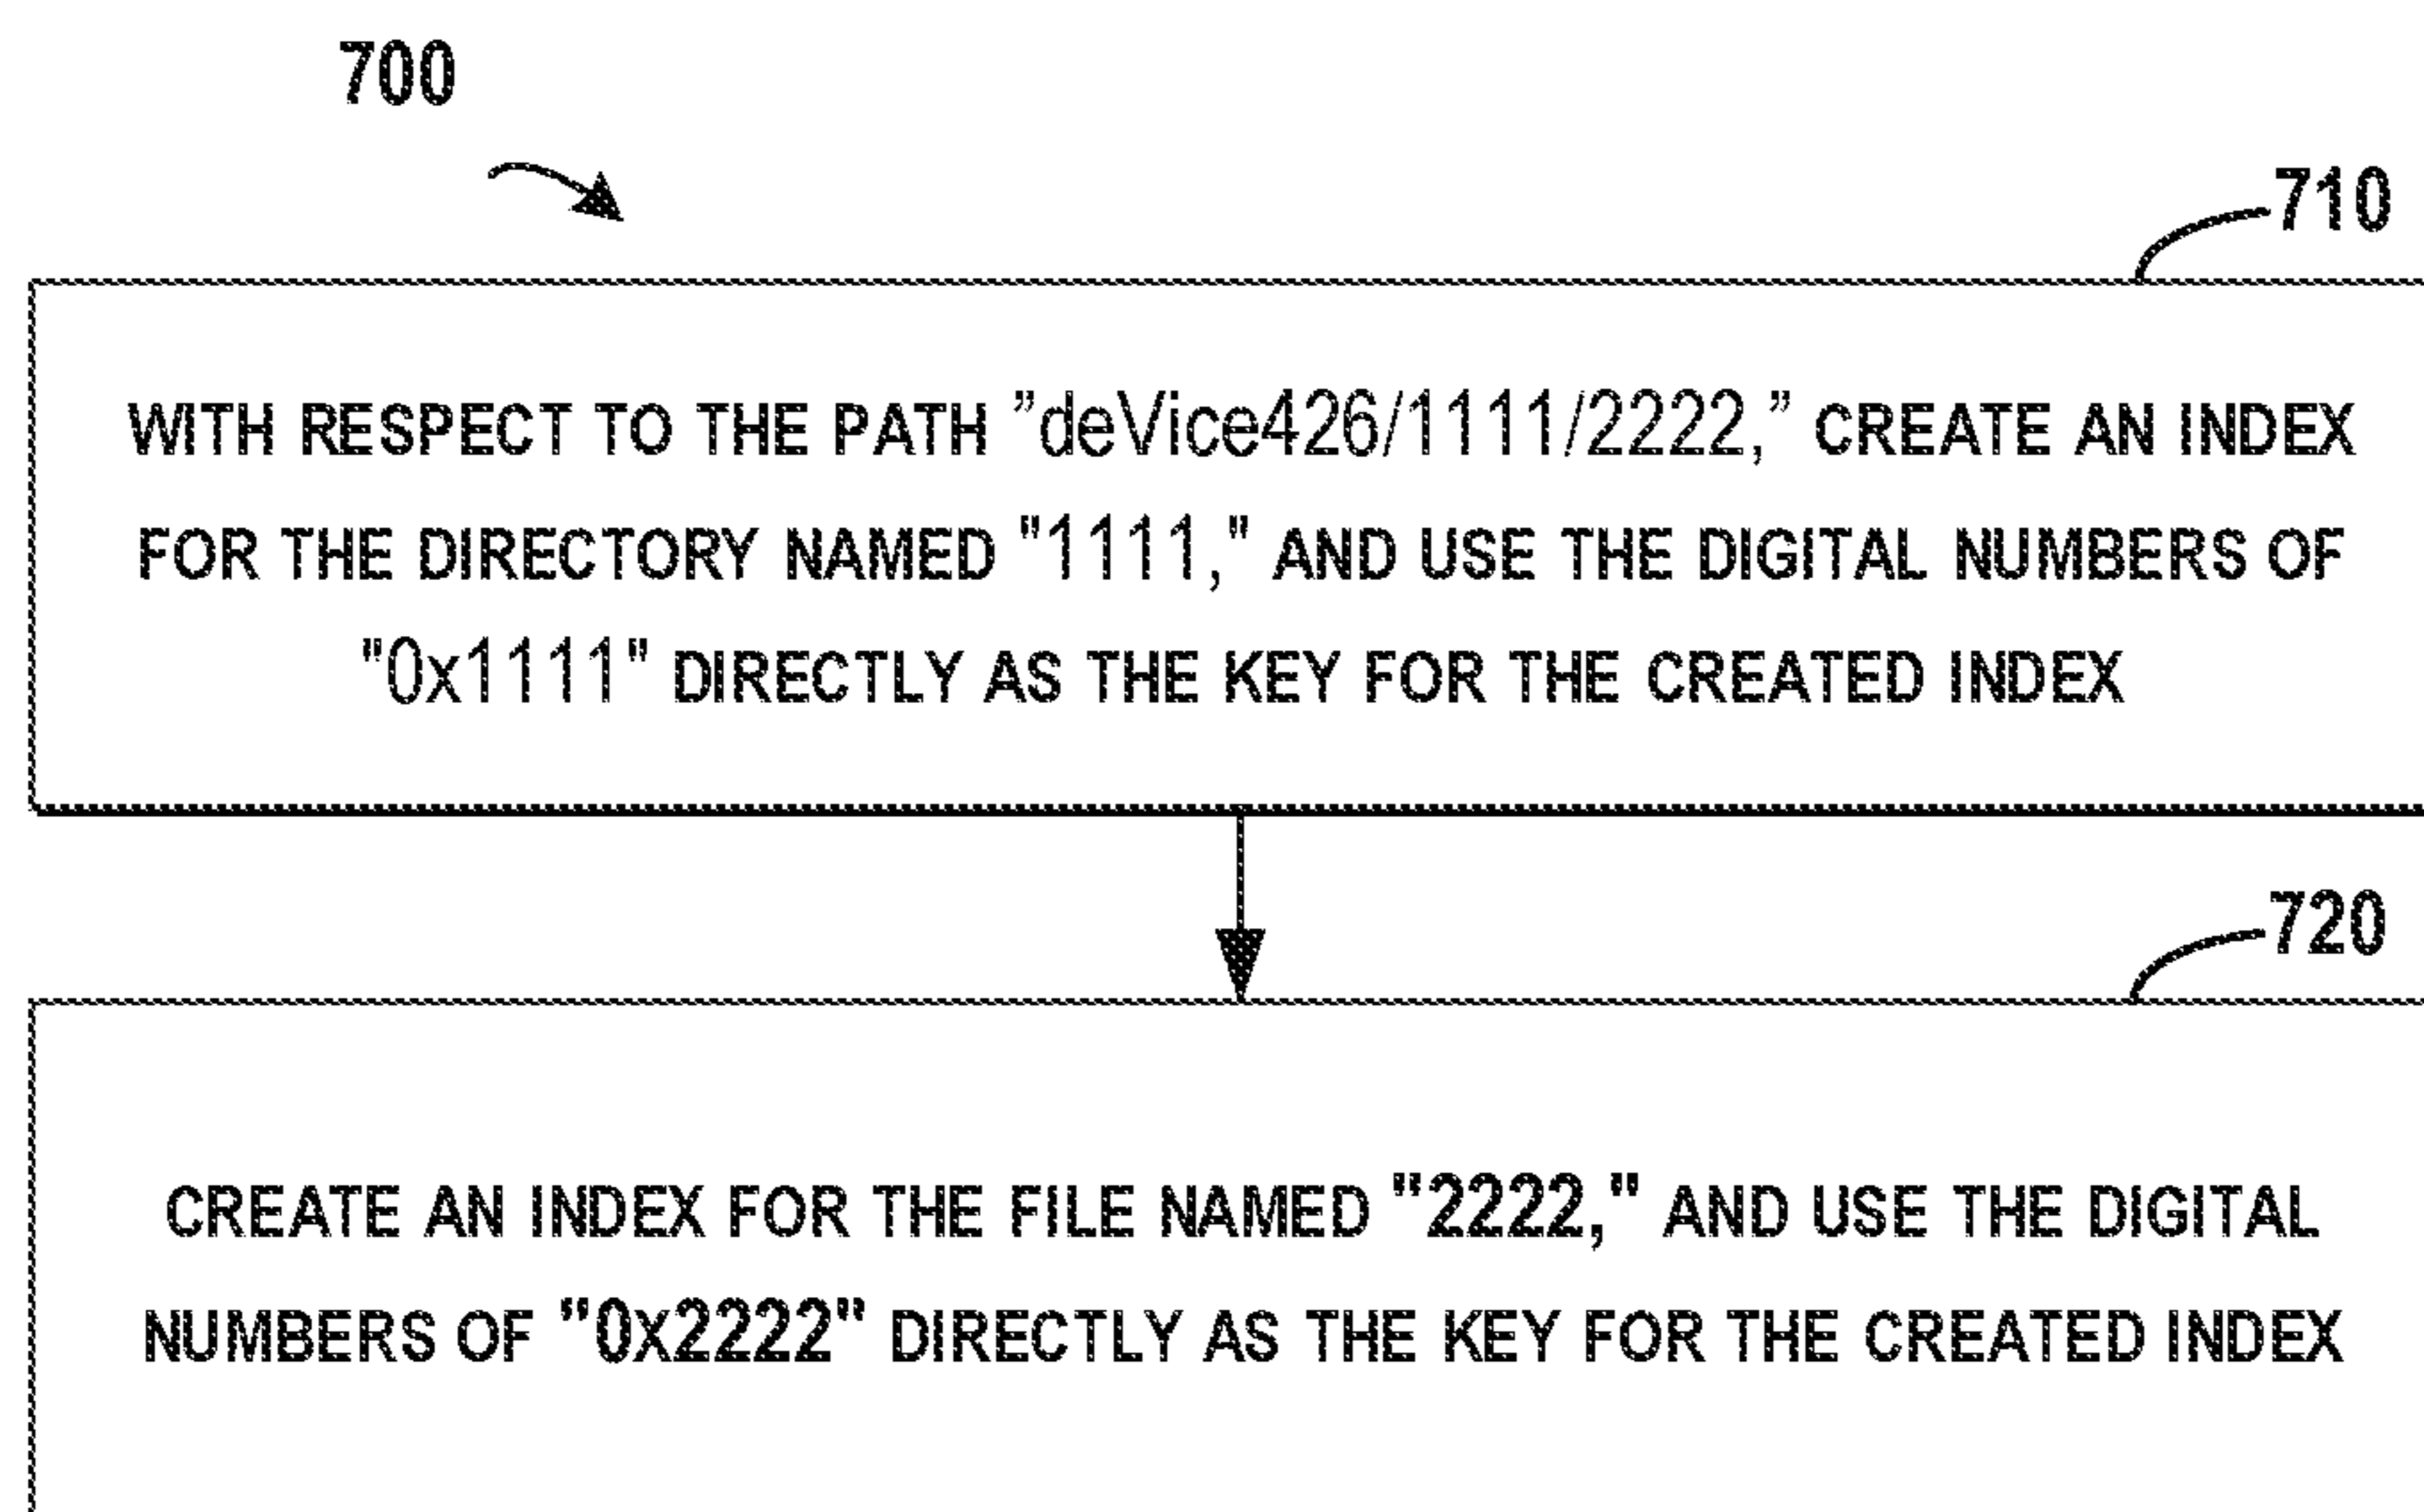 700
710
WITH RESPECT TO THE PATH ”deVice426/1111/2222,” CREATE AN INDEX
FOR THE DIRECTORY NAMED "1111," AND USE THE DIGITAL NUMBERS OF
"0x1111" DIRECTLY AS THE KEY FOR THE CREATED INDEX
720
CREATE AN INDEX FOR THE FILE NAMED "2222," AND USE THE DIGITAL
NUMBERS OF "0X2222" DIRECTLY AS THE KEY FOR THE CREATED INDEX